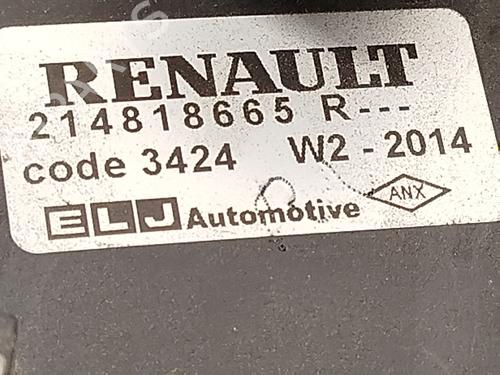 RENAULT
214818665 R---
code 3424 W2 - 2014
ELJ Automotive ANX